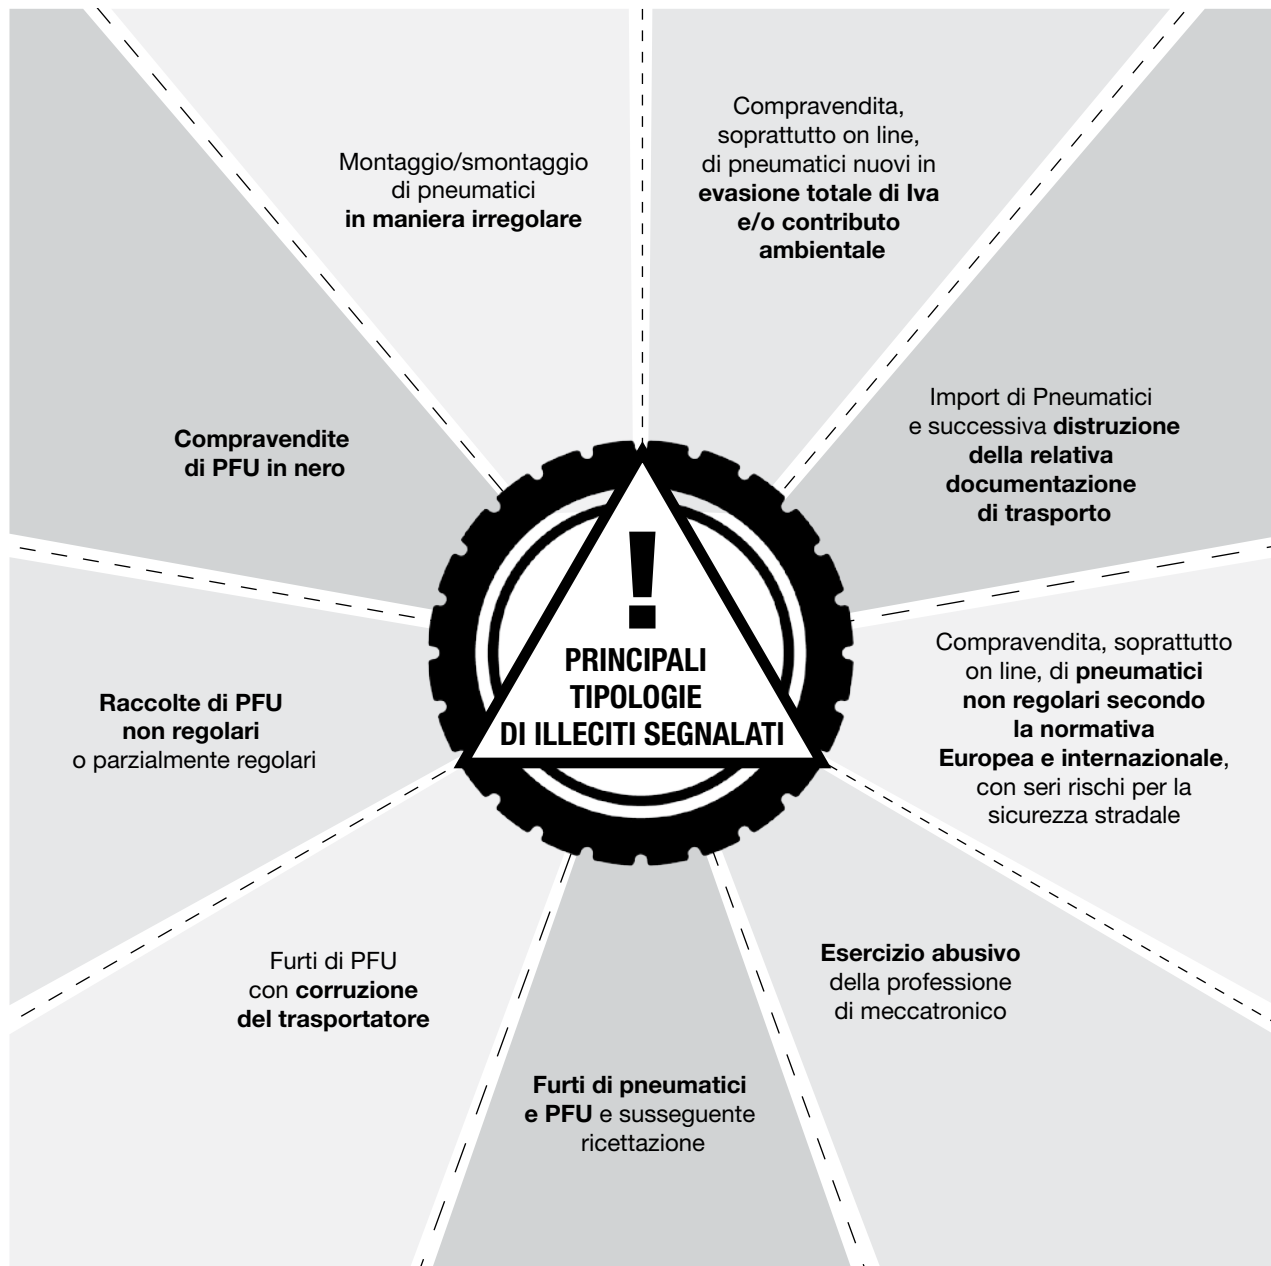 Compravendita,
soprattutto on line,
di pneumatici nuovi in
evasione totale di Iva
e/o contributo
ambientale
Import di Pneumatici
e successiva distruzione
della relativa
documentazione
di trasporto
Compravendita, soprattutto
on line, di pneumatici
non regolari secondo
la normativa
Europea e internazionale,
con seri rischi per la
sicurezza stradale
Esercizio abusivo
della professione
di meccatronico
Furti di pneumatici
e PFU e susseguente
ricettazione
Furti di PFU
con corruzione
del trasportatore
Raccolte di PFU
non regolari
o parzialmente regolari
Compravendite
di PFU in nero
Montaggio/smontaggio
di pneumatici
in maniera irregolare
!
PRINCIPALI
TIPOLOGIE
DI ILLECITI SEGNALATI